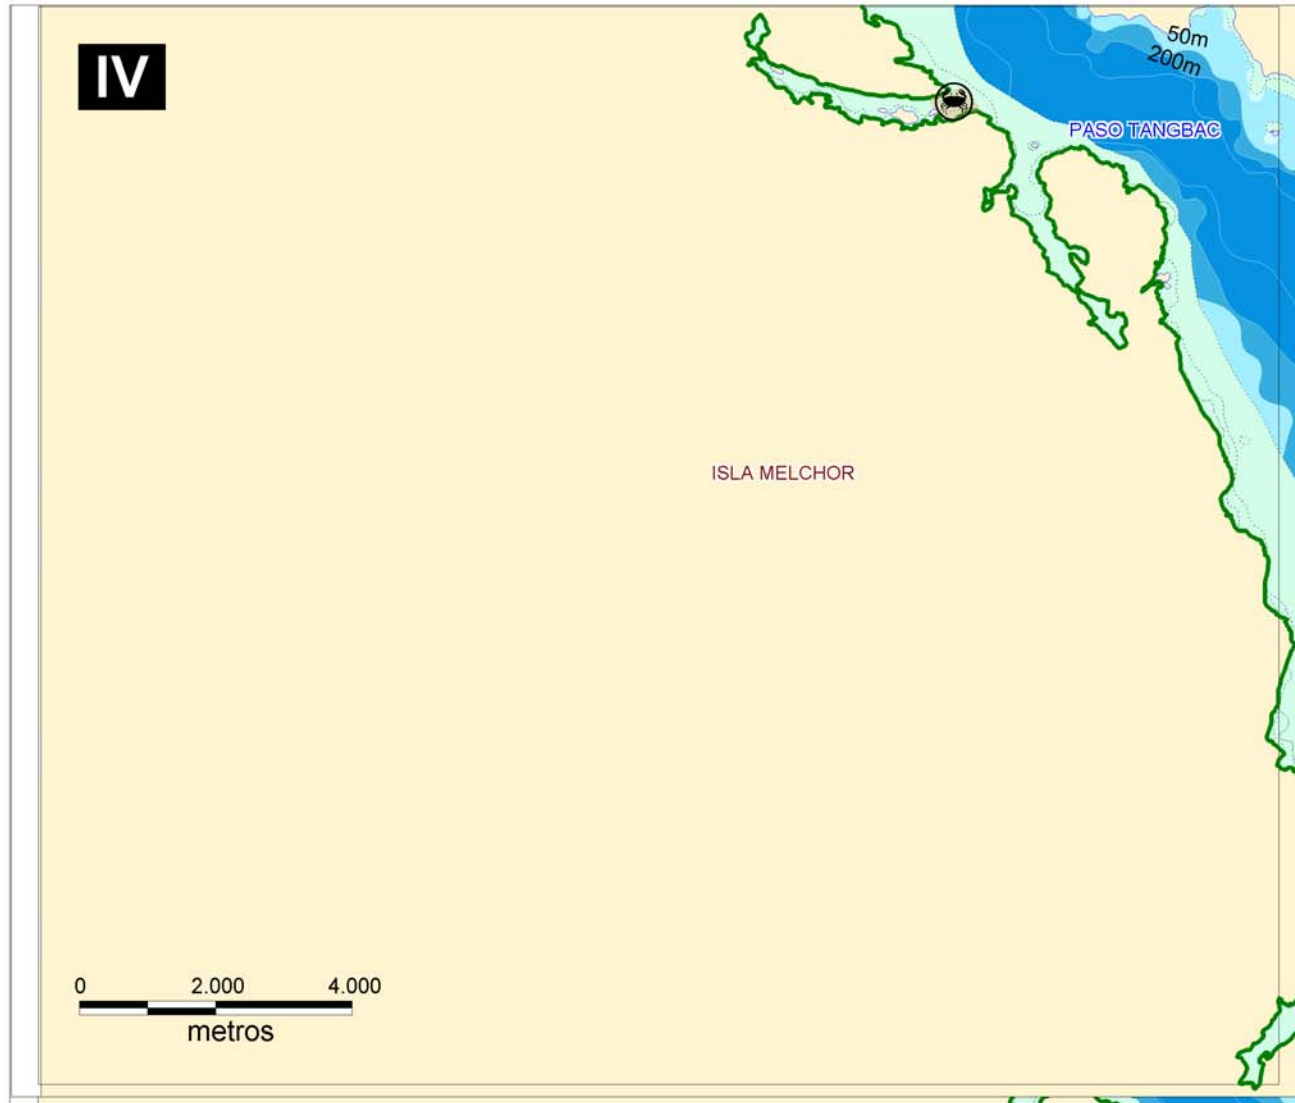 IV
50m
200m
PASO TANGBAC
ISLA MELCHOR
0 2.000 4.000
metros